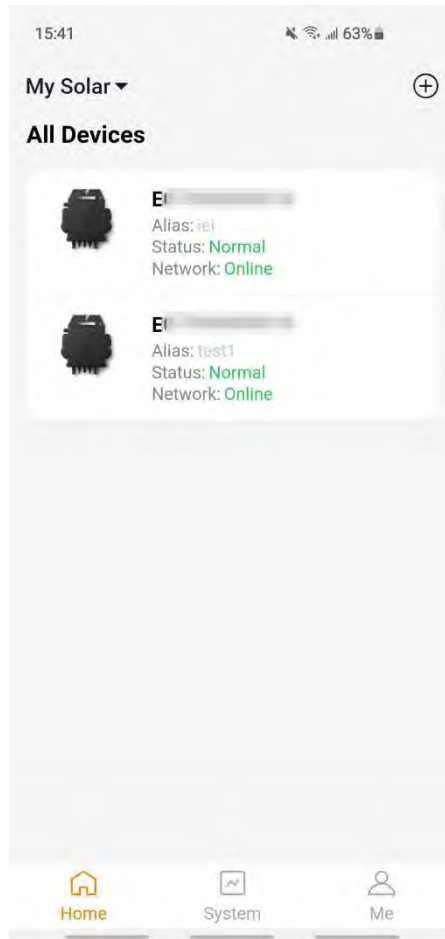 15:41 63%
My Solar
All Devices
Alias: iei
Status: Normal
Network: Online
Alias: test1
Status: Normal
Network: Online
Home System Me